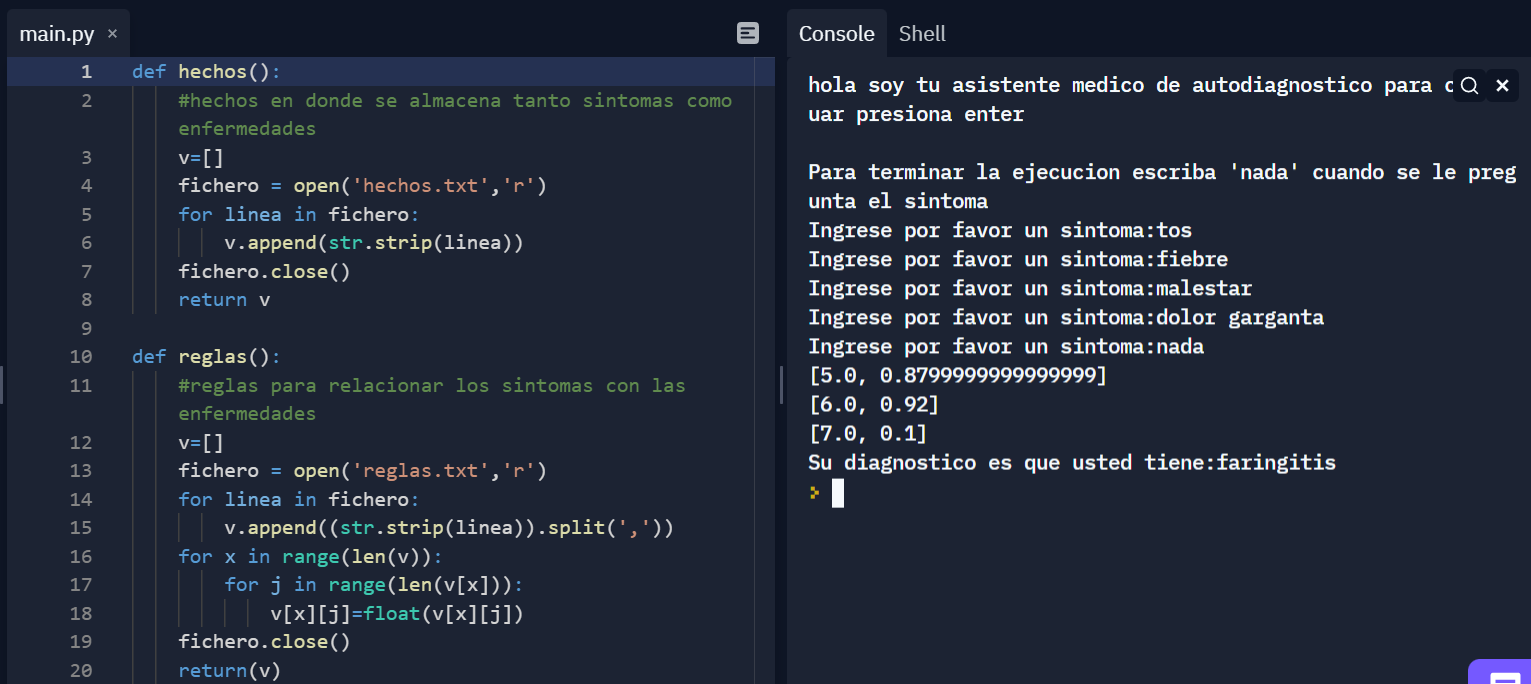 main.py ×
1 def hechos():
2 #hechos en donde se almacena tanto sintomas como
enfermedades
3 v=[]
4 fichero = open('hechos.txt','r')
5 for linea in fichero:
6 v.append(str.strip(linea))
7 fichero.close()
8 return v
9
10 def reglas():
11 #reglas para relacionar los sintomas con las
enfermedades
12 v=[]
13 fichero = open('reglas.txt','r')
14 for linea in fichero:
15 v.append((str.strip(linea)).split(','))
16 for x in range(len(v)):
17 for j in range(len(v[x])):
18 v[x][j]=float(v[x][j])
19 fichero.close()
20 return(v)
Console Shell
hola soy tu asistente medico de autodiagnostico para c
uar presiona enter
Para terminar la ejecucion escriba 'nada' cuando se le preg
unta el sintoma
Ingrese por favor un sintoma:tos
Ingrese por favor un sintoma:fiebre
Ingrese por favor un sintoma:malestar
Ingrese por favor un sintoma:dolor garganta
Ingrese por favor un sintoma:nada
[5.0, 0.8799999999999999]
[6.0, 0.92]
[7.0, 0.1]
Su diagnostico es que usted tiene:faringitis
>